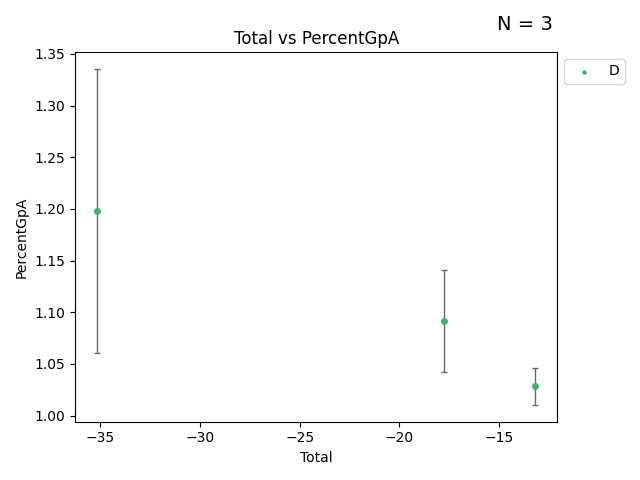 N = 3
Total vs PercentGpA
D
PercentGpA
1.35
1.30
1.25
1.20
1.15
1.10
1.05
1.00
−35
−30
−25
−20
−15
Total